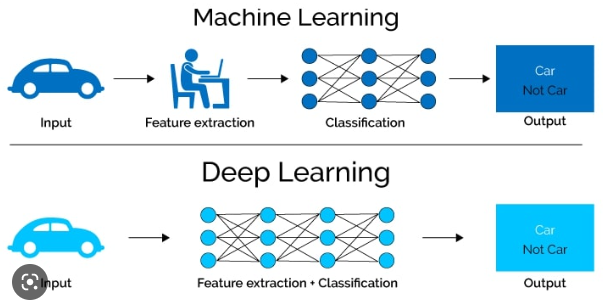 Machine Learning
Car
Not Car
Input
Feature extraction
Classification
Output
Deep Learning
Car
Not Car
Input
Feature extraction + Classification
Output